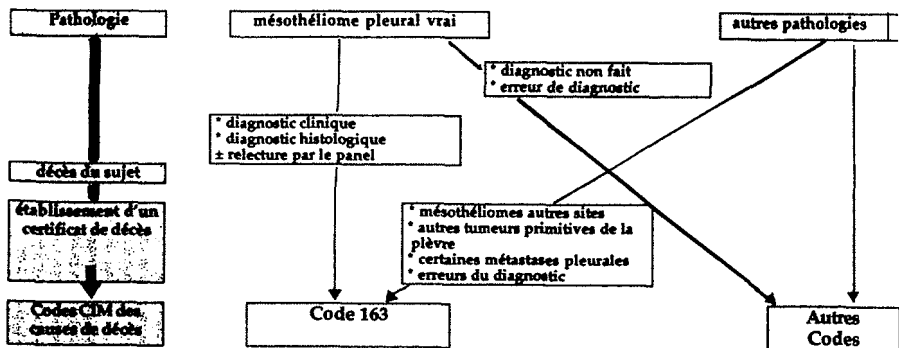 Pathologie
mésothéliome pleural vrai
autres pathologies
* diagnostic non fait
* erreur de diagnostic
* diagnostic clinique
* diagnostic histologique
± relecture par le panel
décès du sujet
établissement d'un
certificat de décès
* mésothéliomes autres sites
* autres tumeurs primitives de la
plèvre
* certaines métastases pleurales
* erreurs du diagnostic
Codes CIM des
causes de décès
Code 163
Autres
Codes